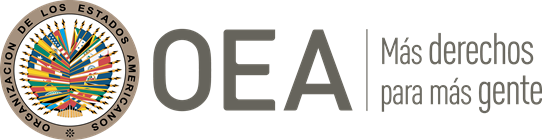 ORGANIZACION DE LOS ESTADOS AMERICANOS
OEA
Más derechos
para más gente